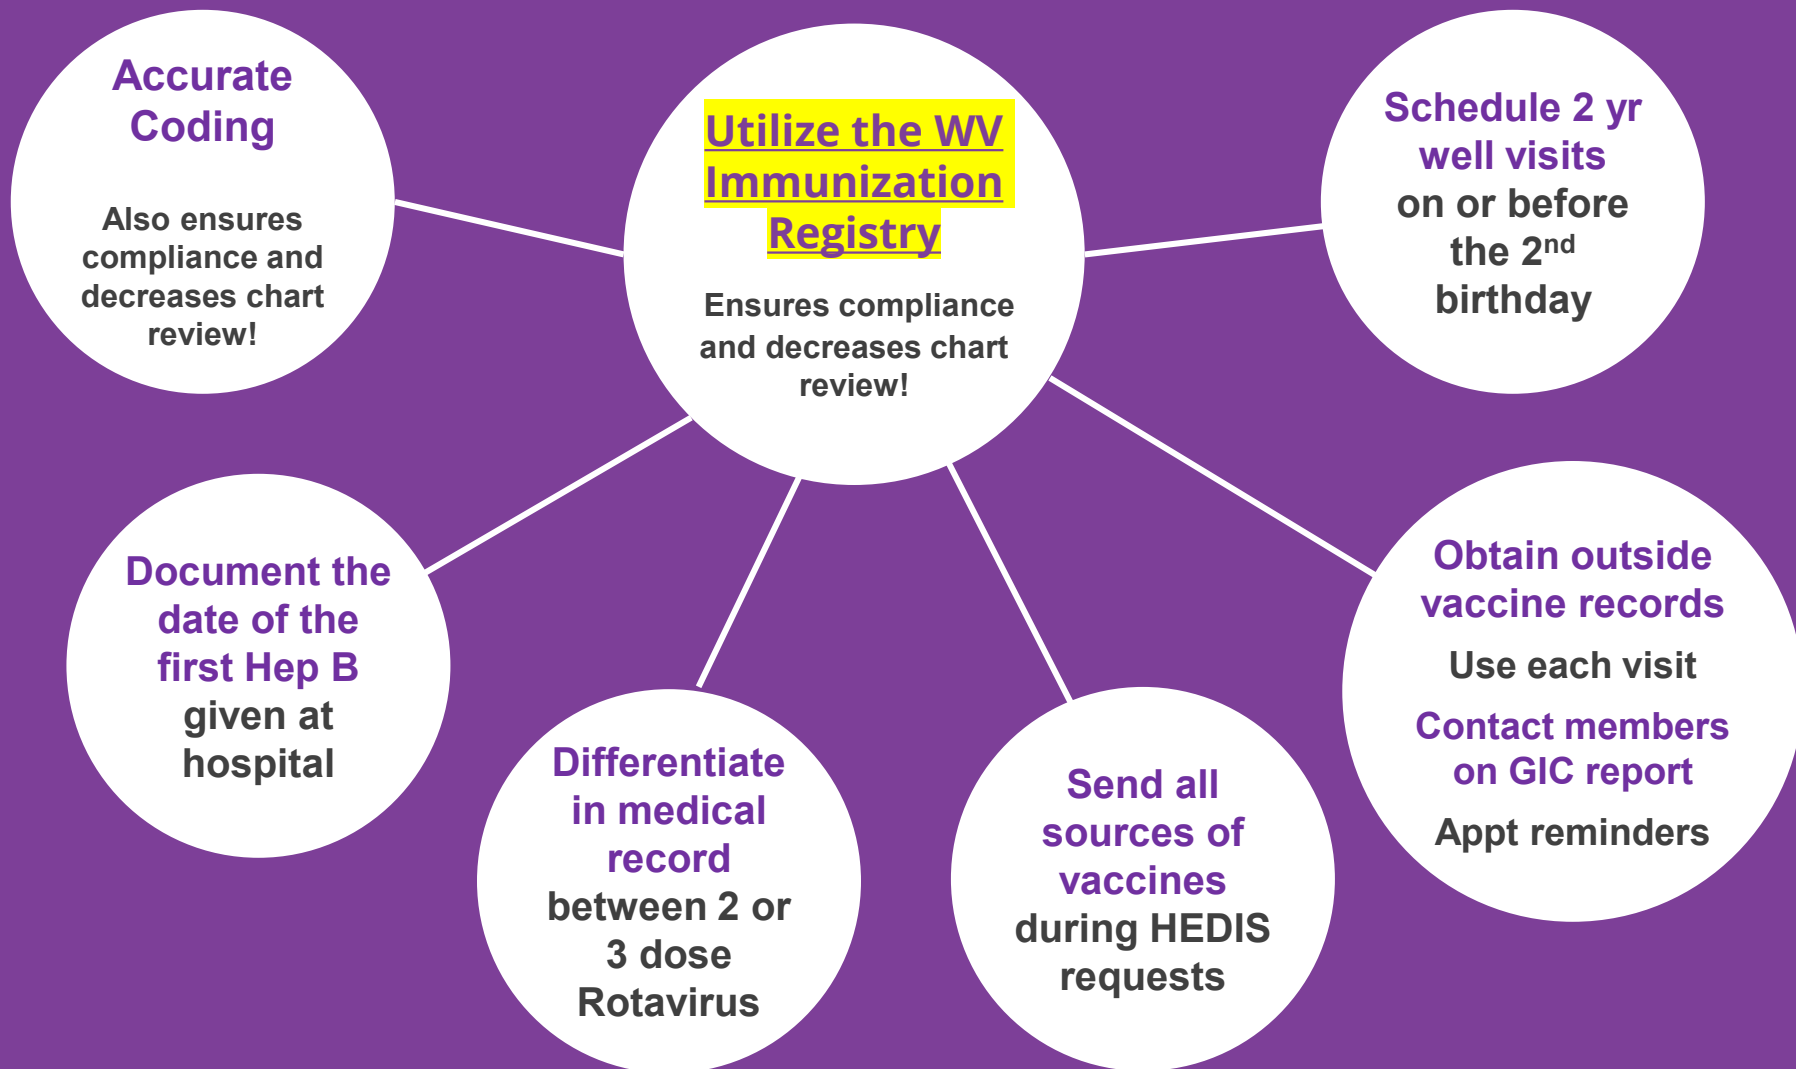 Accurate
Coding
Also ensures
compliance and
decreases chart
review!
Utilize the WV
Immunization
Registry
Ensures compliance
and decreases chart
review!
Schedule 2 yr
well visits
on or before
the 2nd
birthday
Document the
date of the
first Hep B
given at
hospital
Differentiate
in medical
record
between 2 or
3 dose
Rotavirus
Send all
sources of
vaccines
during HEDIS
requests
Obtain outside
vaccine records
Use each visit
Contact members
on GIC report
Appt reminders